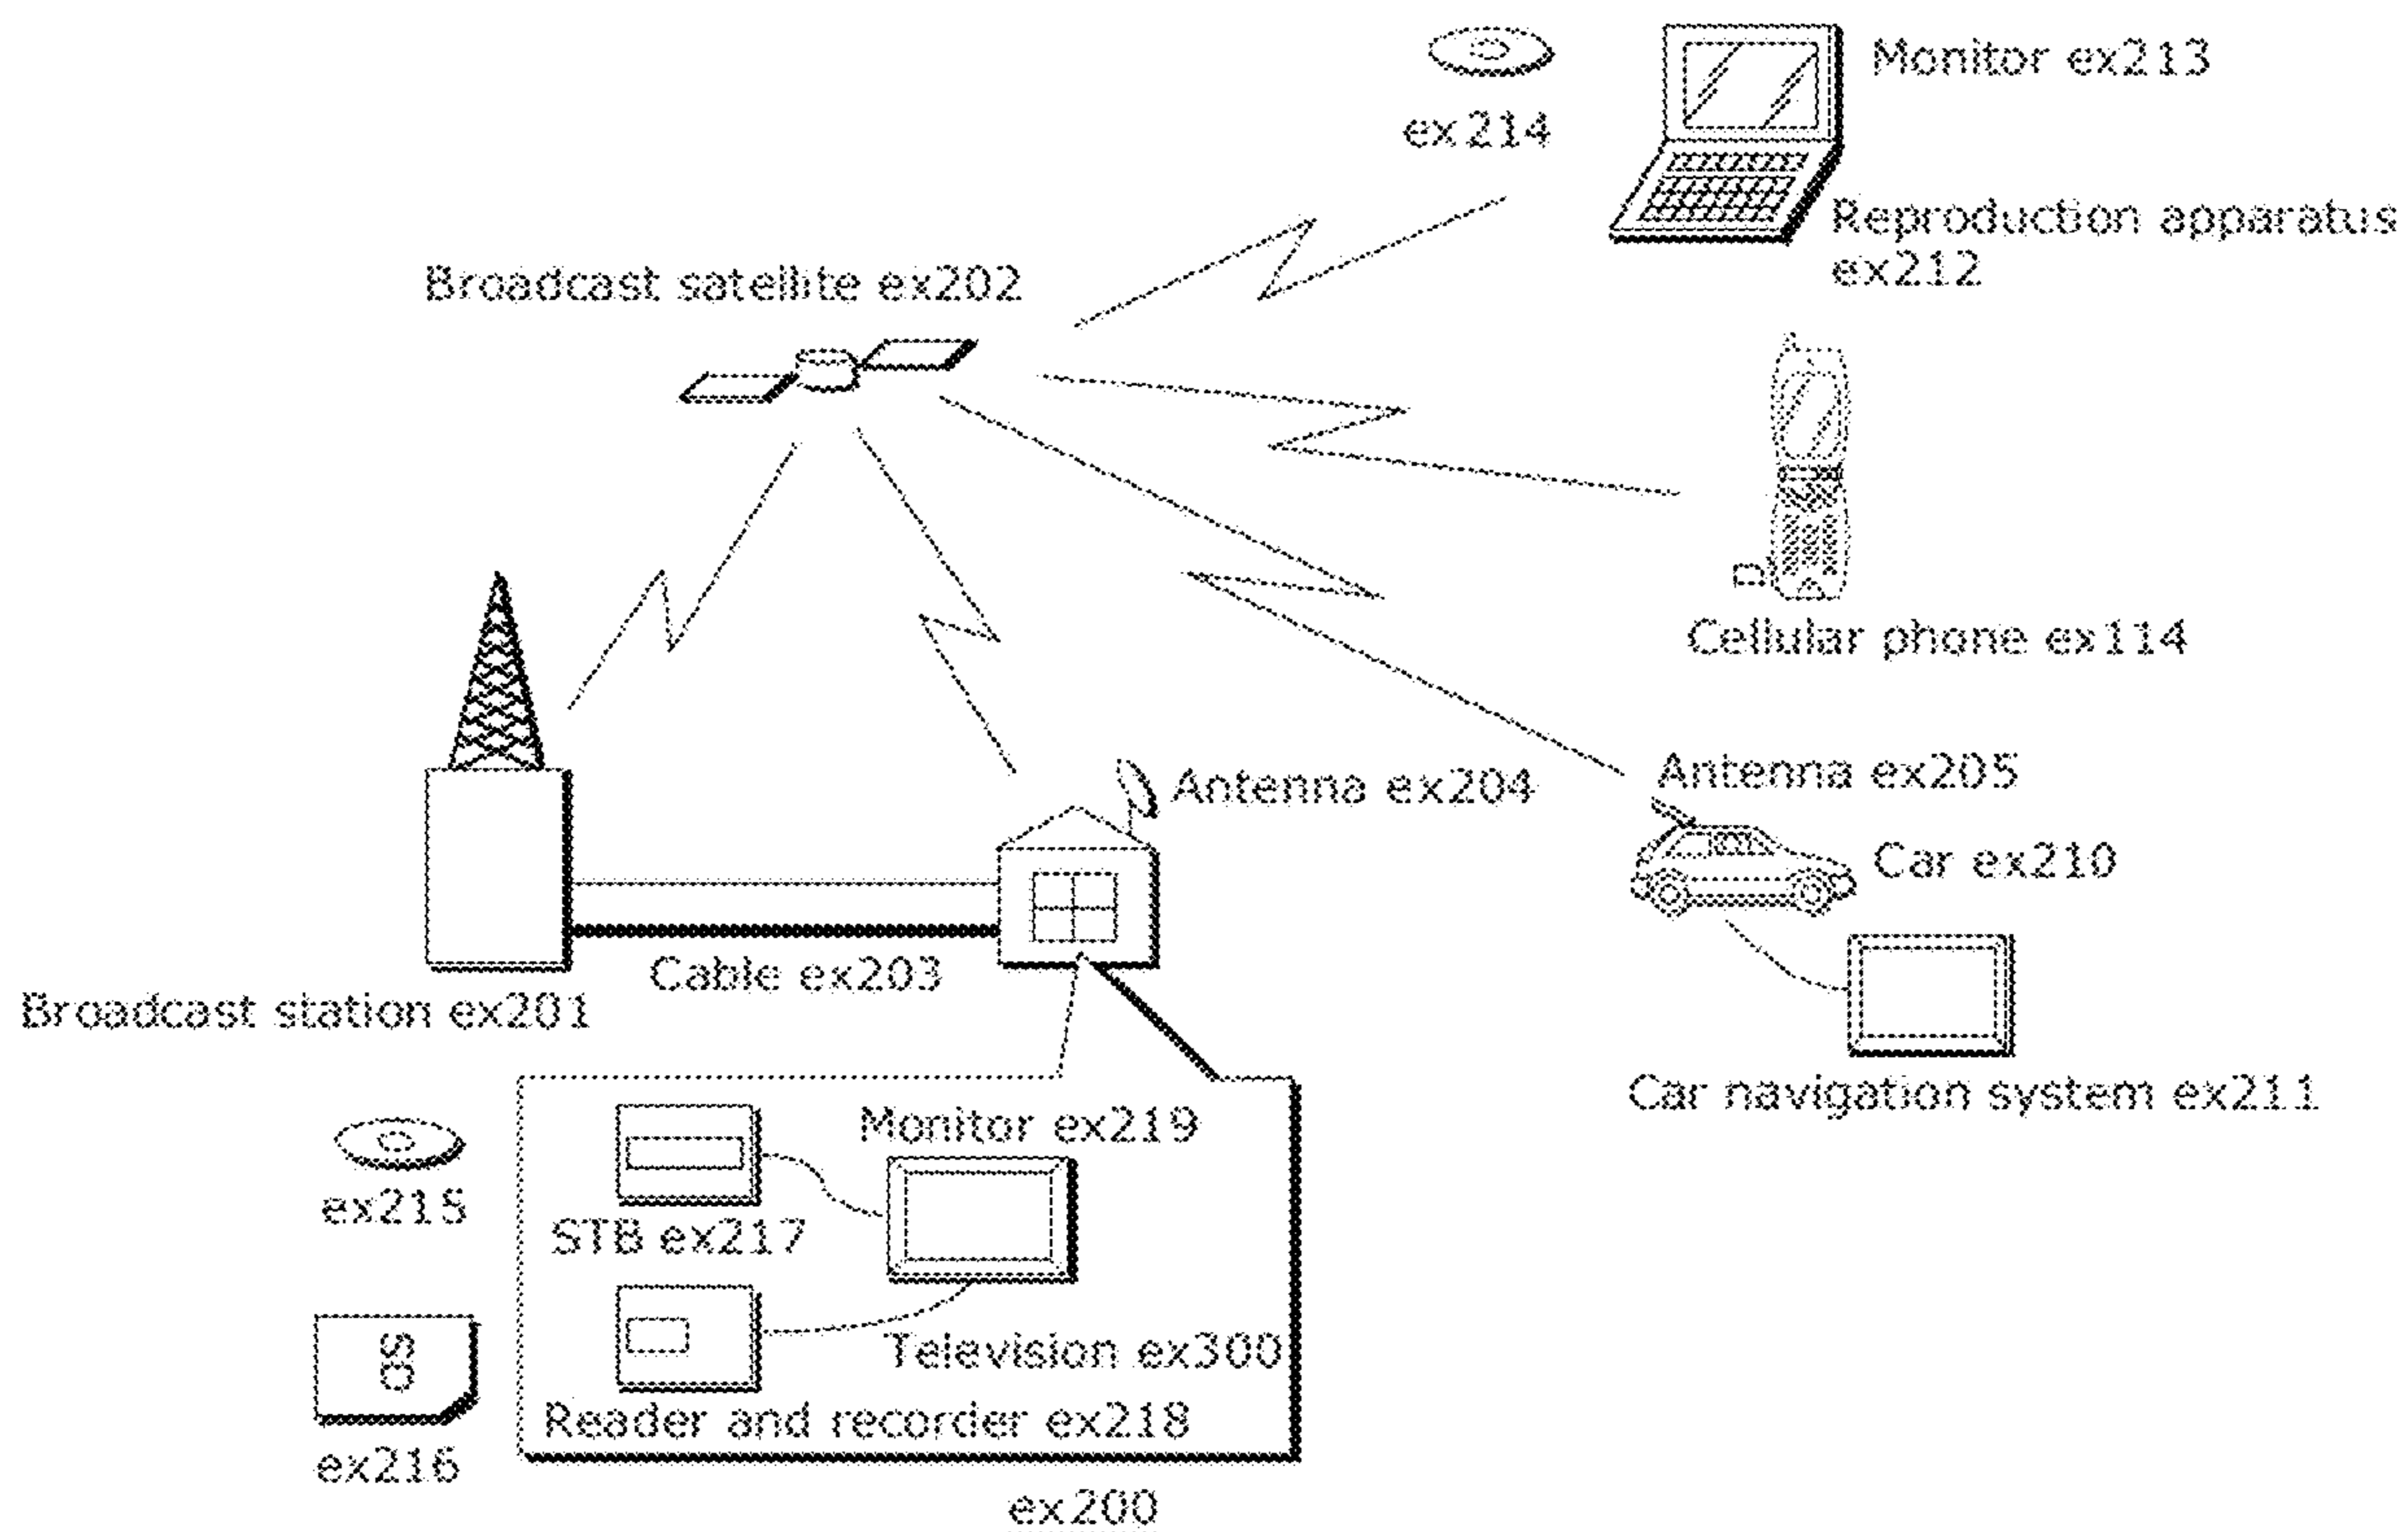 Monitor ex213
ex214
Reproduction apparatus
ex212
Broadcast satellite ex202
Cellular phone ex114
Antenna ex204
Antenna ex205
Car ex210
Cable ex203
Broadcast station ex201
Car navigation system ex211
Monitor ex219
ex215
STB ex217
Television ex300
SD
Reader and recorder ex218
ex216
ex200